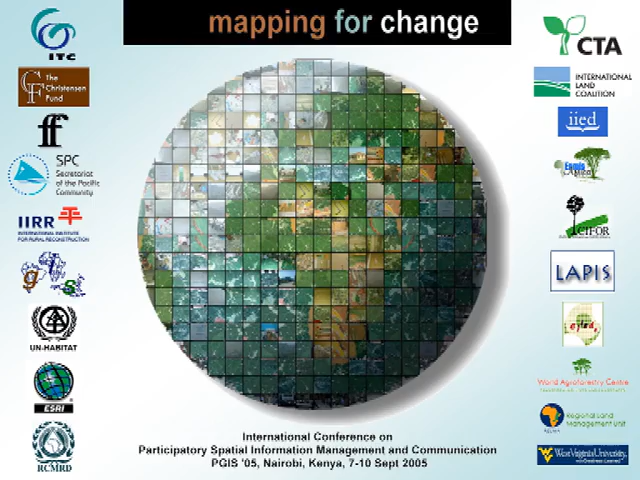 mapping for change
ITC
The
Christensen
Fund
ff
SPC
Secretariat
of the Pacific
Community
IIRR
INTERNATIONAL INSTITUTE
FOR RURAL RECONSTRUCTION
UN-HABITAT
ESRI
RCMRD
CTA
INTERNATIONAL
LAND
COALITION
iied
CIFOR
LAPIS
World Agroforestry Centre
Regional Land
Management Unit
West Virginia University
International Conference on
Participatory Spatial Information Management and Communication
PGIS '05, Nairobi, Kenya, 7-10 Sept 2005